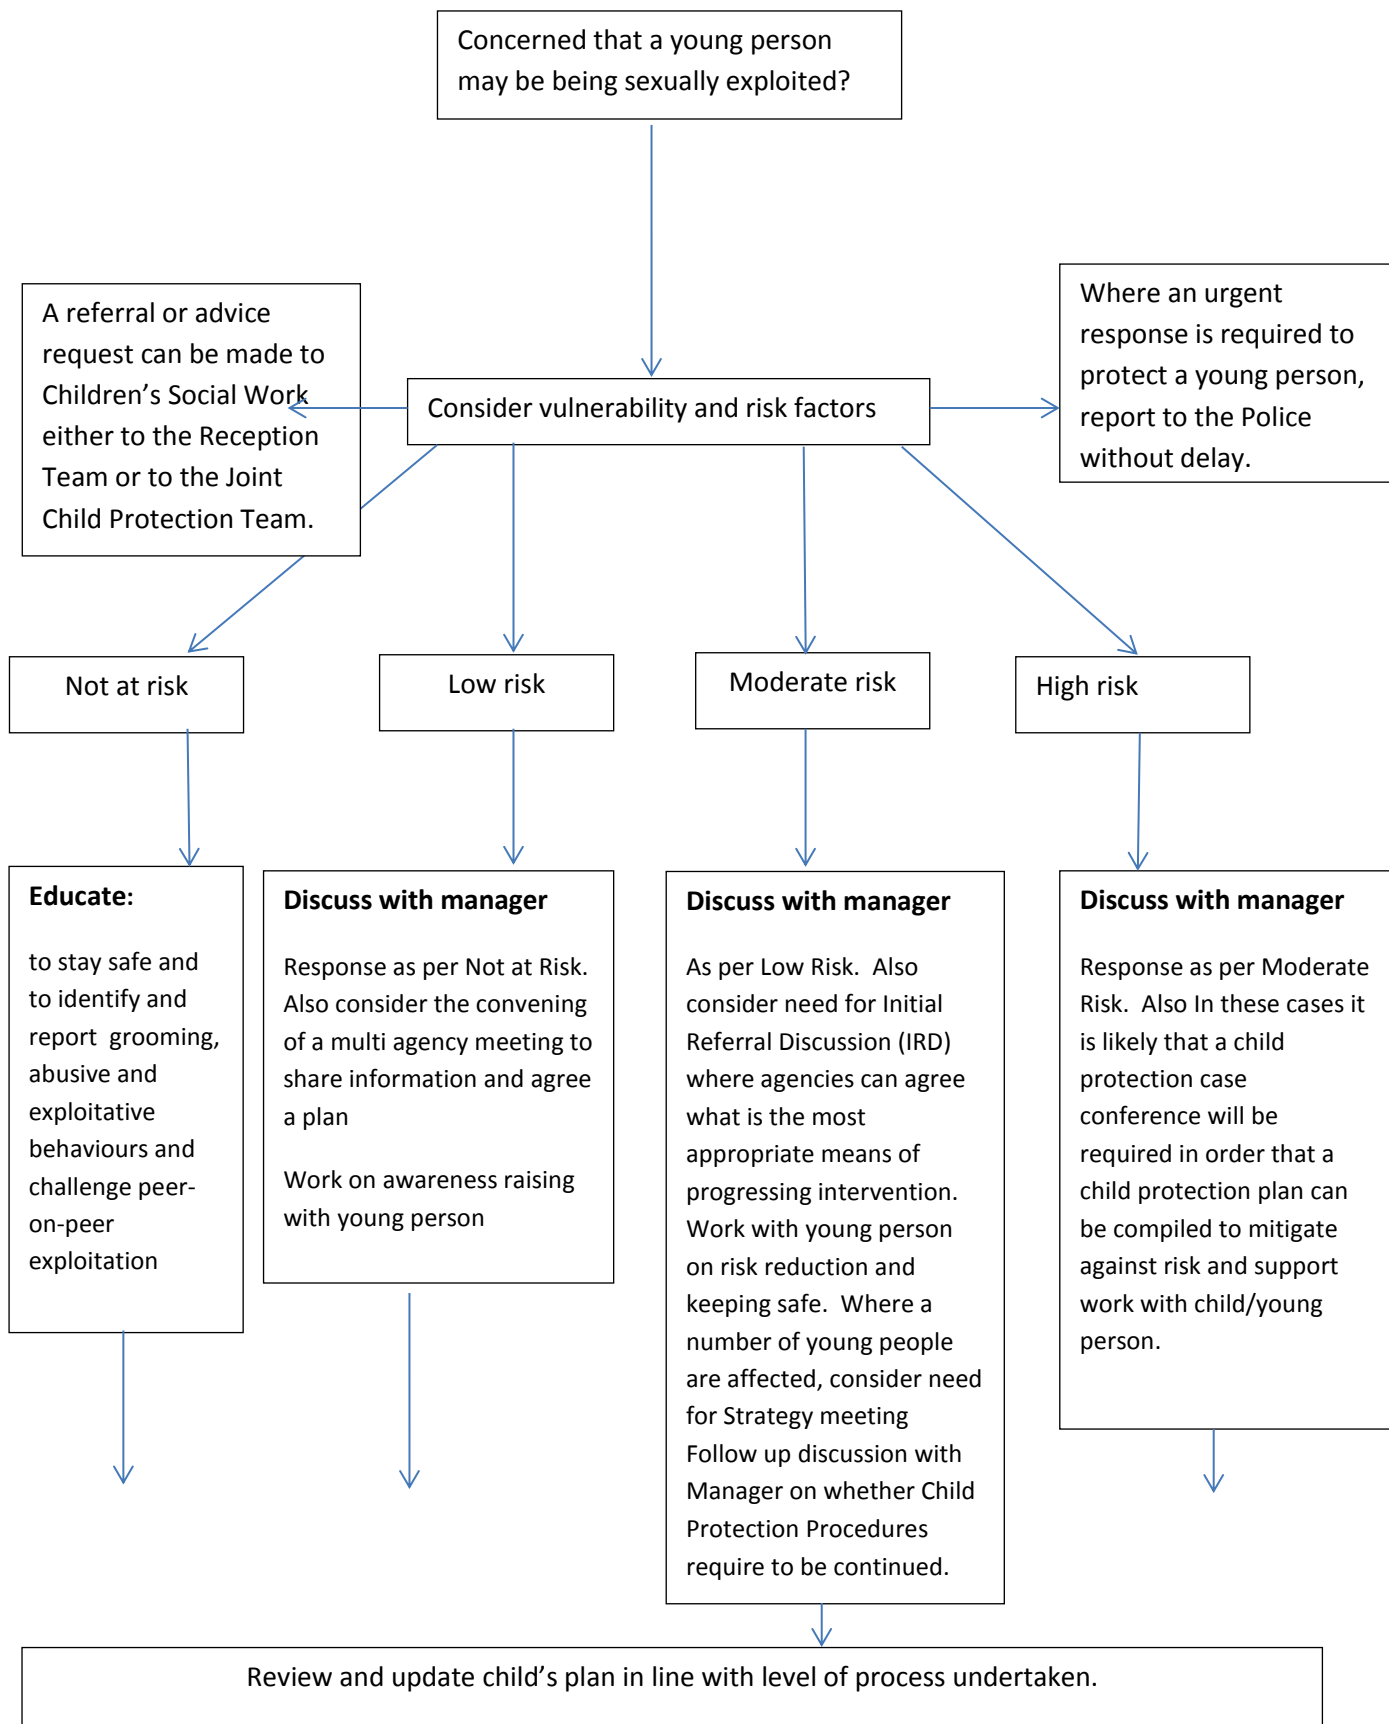 Concerned that a young person
may be being sexually exploited?
A referral or advice
request can be made to
Children’s Social Work
either to the Reception
Team or to the Joint
Child Protection Team.
Consider vulnerability and risk factors
Where an urgent
response is required to
protect a young person,
report to the Police
without delay.
Not at risk
Low risk
Moderate risk
High risk
Educate:
to stay safe and
to identify and
report  grooming,
abusive and
exploitative
behaviours and
challenge peer-
on-peer
exploitation
Discuss with manager
Response as per Not at Risk.
Also consider the convening
of a multi agency meeting to
share information and agree
a plan
Work on awareness raising
with young person
Discuss with manager
As per Low Risk.  Also
consider need for Initial
Referral Discussion (IRD)
where agencies can agree
what is the most
appropriate means of
progressing intervention.
Work with young person
on risk reduction and
keeping safe.  Where a
number of young people
are affected, consider need
for Strategy meeting
Follow up discussion with
Manager on whether Child
Protection Procedures
require to be continued.
Discuss with manager
Response as per Moderate
Risk.  Also In these cases it
is likely that a child
protection case
conference will be
required in order that a
child protection plan can
be compiled to mitigate
against risk and support
work with child/young
person.
Review and update child’s plan in line with level of process undertaken.